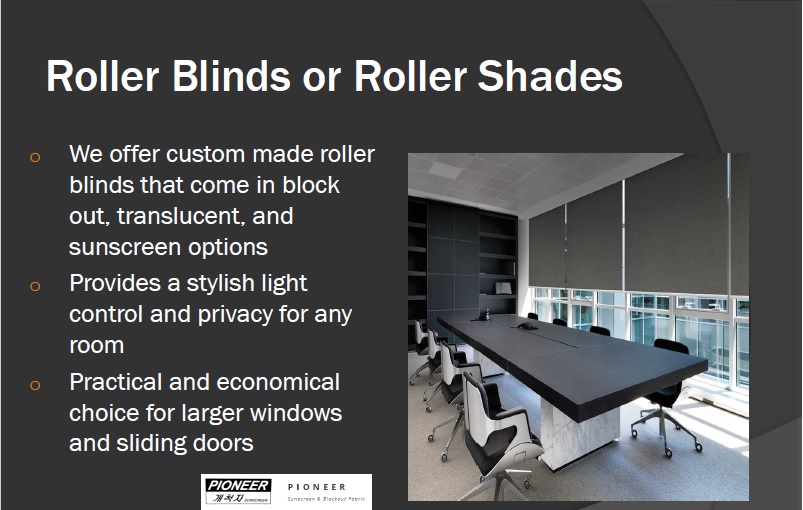 Roller Blinds or Roller Shades
We offer custom made roller
blinds that come in block
out, translucent, and
sunscreen options
Provides a stylish light
control and privacy for any
room
Practical and economical
choice for larger windows
and sliding doors
PIONEER
개척자 SUNSCREEN
PIONEER
Sunscreen & Blackout Fabric